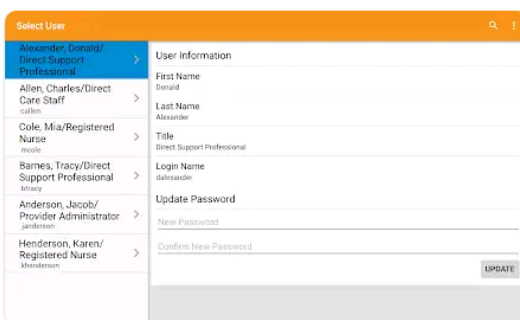 Select User
Alexander, Donald/
Direct Support
Professional
Allen, Charles/Direct
Care Staff
callen
Cole, Mia/Registered
Nurse
mcole
Barnes, Tracy/Direct
Support Professional
btracy
Anderson, Jacob/
Provider Administrator
janderson
Henderson, Karen/
Registered Nurse
khenderson
User Information
First Name
Donald
Last Name
Alexander
Title
Direct Support Professional
Login Name
dalexander
Update Password
New Password
Confirm New Password
UPDATE